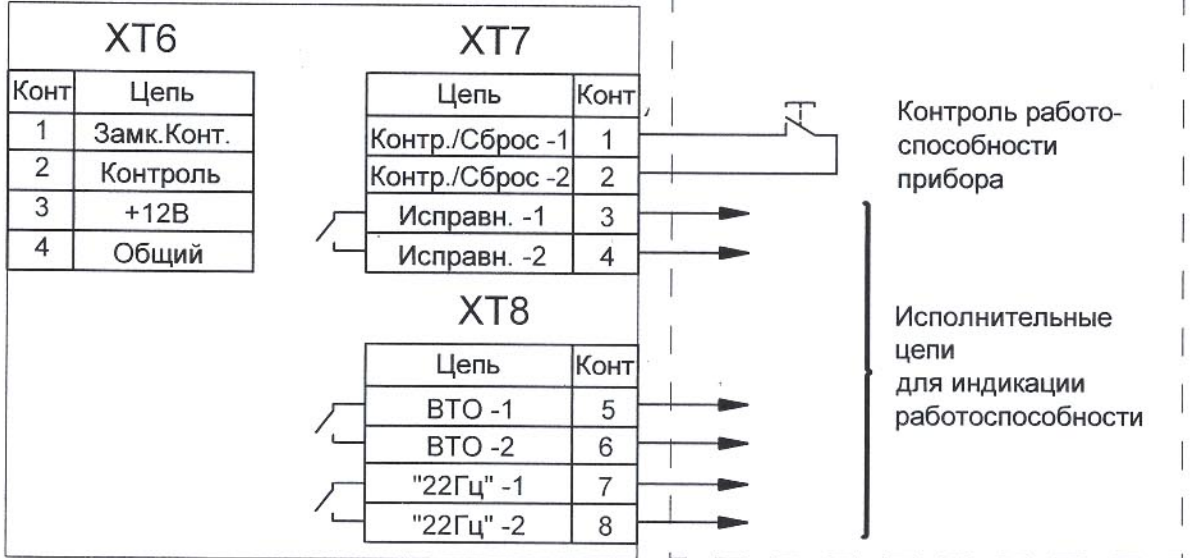 XT6
Конт Цепь
1 Замк.Конт.
2 Контроль
3 +12В
4 Общий
XT7
Цепь Конт
Контр./Сброс -1 1
Контр./Сброс -2 2
Исправн. -1 3
Исправн. -2 4
XT8
Цепь Конт
ВТО -1 5
ВТО -2 6
"22Гц" -1 7
"22Гц" -2 8
Контроль работо-
способности
прибора
Исполнительные
цепи
для индикации
работоспособности